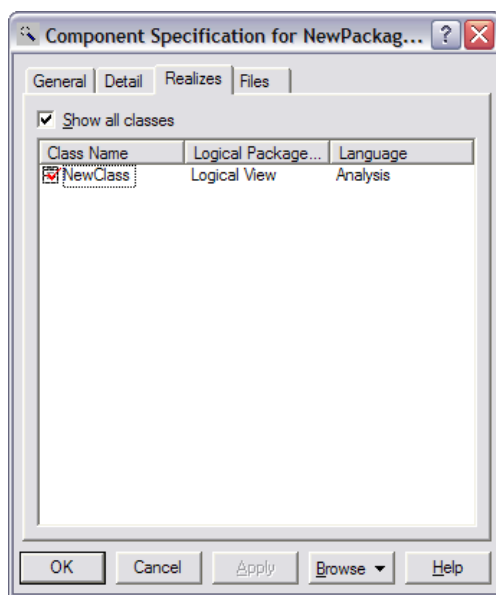 Component Specification for NewPackag... ?
General Detail Realizes Files
Show all classes
Class Name Logical Package... Language
NewClass Logical View Analysis
OK Cancel Apply Browse Help